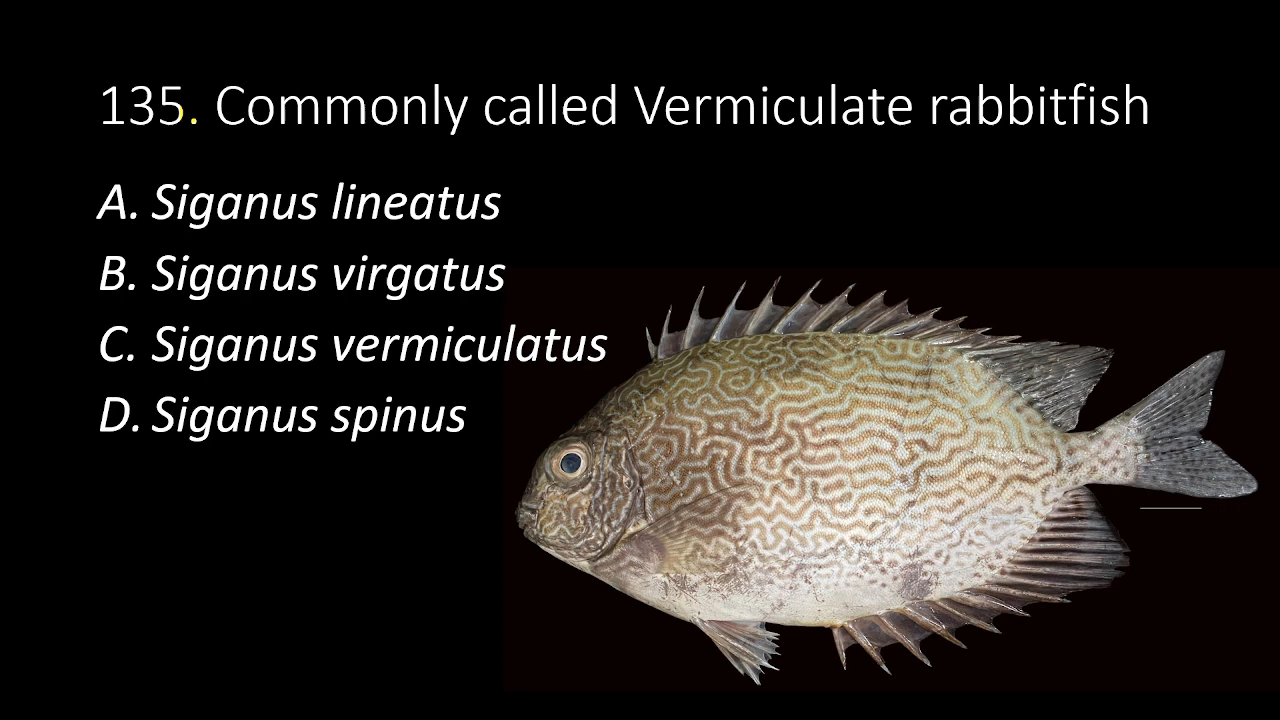 135. Commonly called Vermiculate rabbitfish
A. Siganus lineatus
B. Siganus virgatus
C. Siganus vermiculatus
D. Siganus spinus